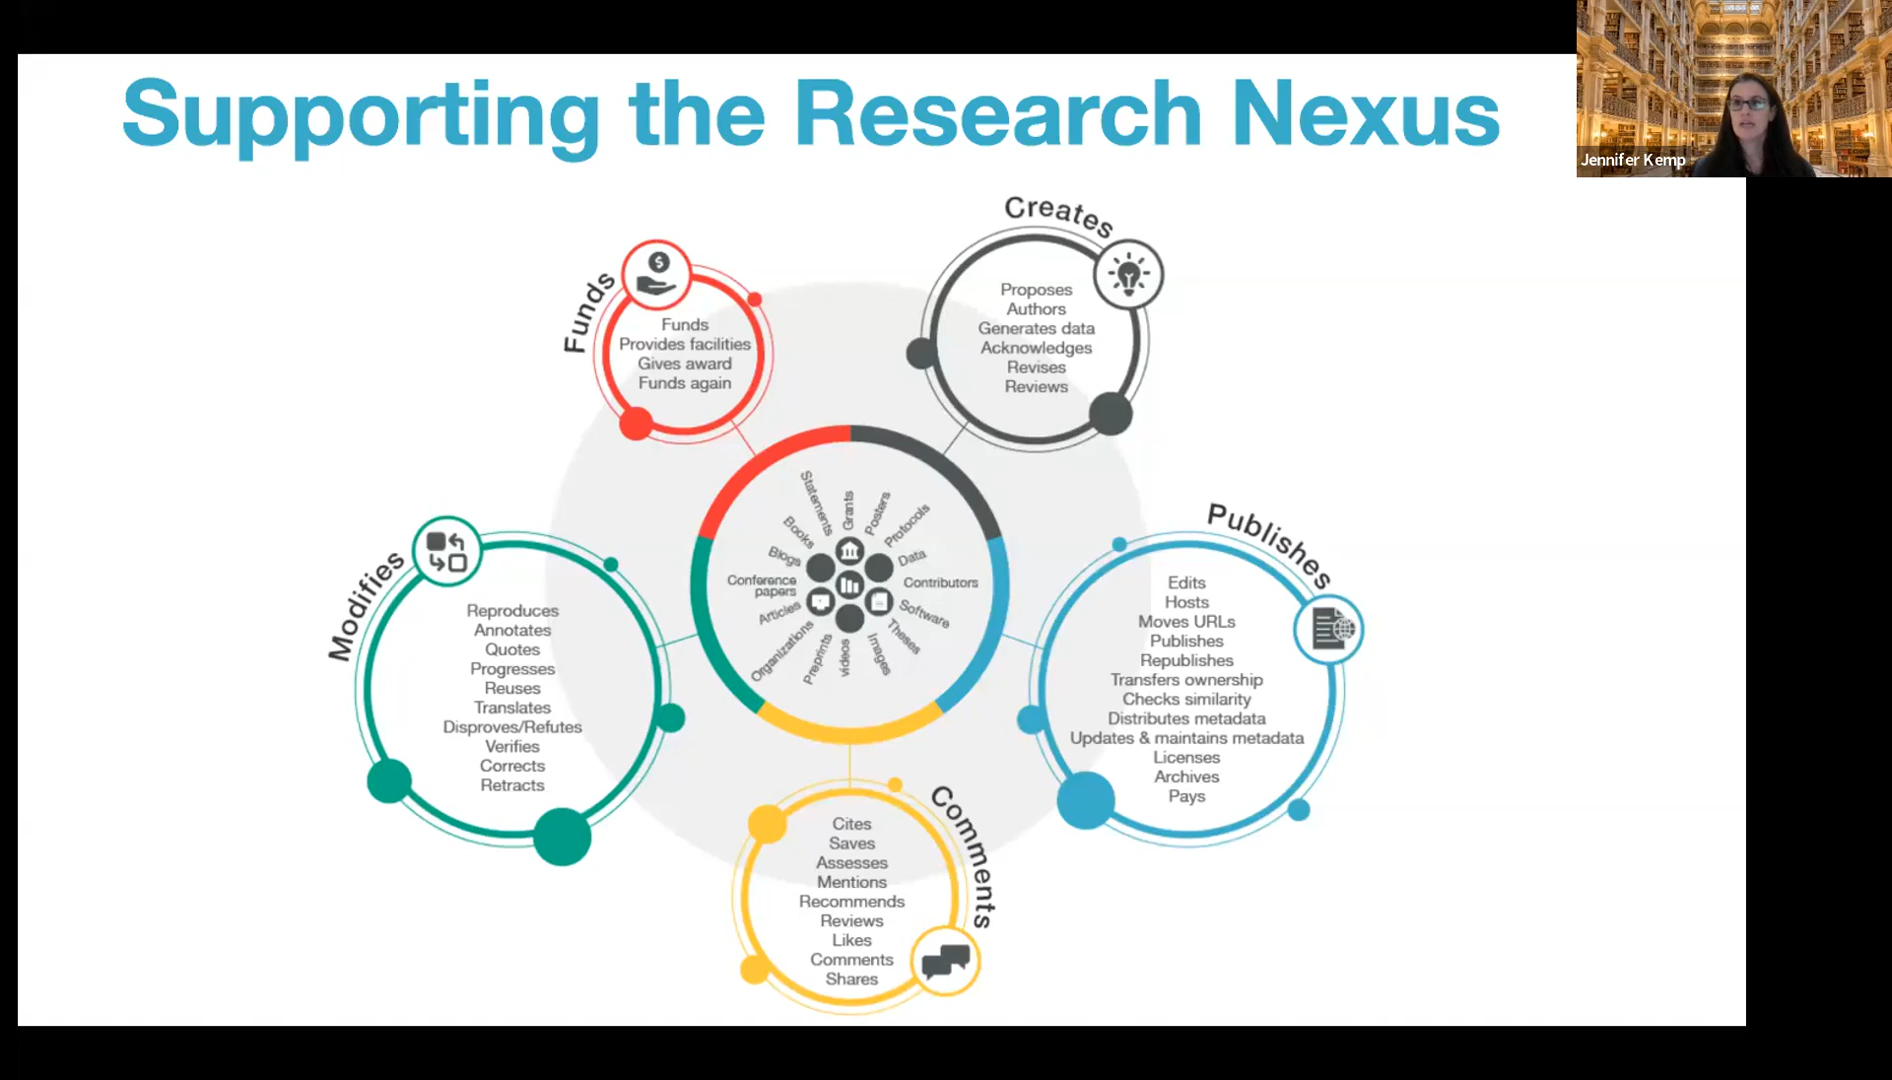 Supporting the Research Nexus
Jennifer Kemp
Funds
Funds
Provides facilities
Gives award
Funds again
Creates
Proposes
Authors
Generates data
Acknowledges
Revises
Reviews
Publishes
Edits
Hosts
Moves URLs
Publishes
Republishes
Transfers ownership
Checks similarity
Distributes metadata
Updates & maintains metadata
Licenses
Archives
Pays
Comments
Cites
Saves
Assesses
Mentions
Recommends
Reviews
Likes
Comments
Shares
Modifies
Reproduces
Annotates
Quotes
Progresses
Reuses
Translates
Disproves/Refutes
Verifies
Corrects
Retracts
Grants
Posters
Protocols
Data
Contributors
Software
Theses
Images
videos
Preprints
Organizations
Articles
Conference
papers
Blogs
Books
Statements
$